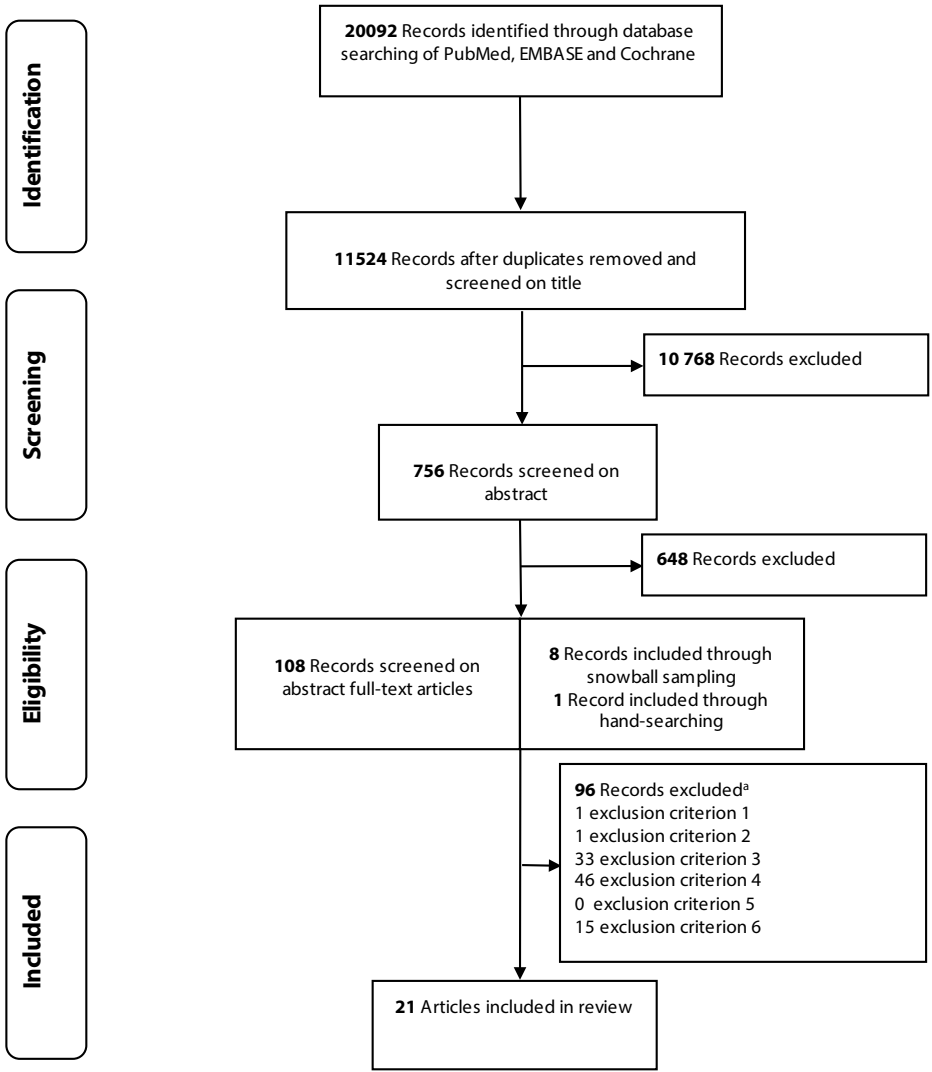 Identification
20092 Records identified through database
searching of PubMed, EMBASE and Cochrane
11524 Records after duplicates removed and
screened on title
Screening
10 768 Records excluded
756 Records screened on
abstract
648 Records excluded
Eligibility
108 Records screened on
abstract full-text articles
8 Records included through
snowball sampling
1 Record included through
hand-searching
96 Records excludedᵃ
1 exclusion criterion 1
1 exclusion criterion 2
33 exclusion criterion 3
46 exclusion criterion 4
0 exclusion criterion 5
15 exclusion criterion 6
Included
21 Articles included in review